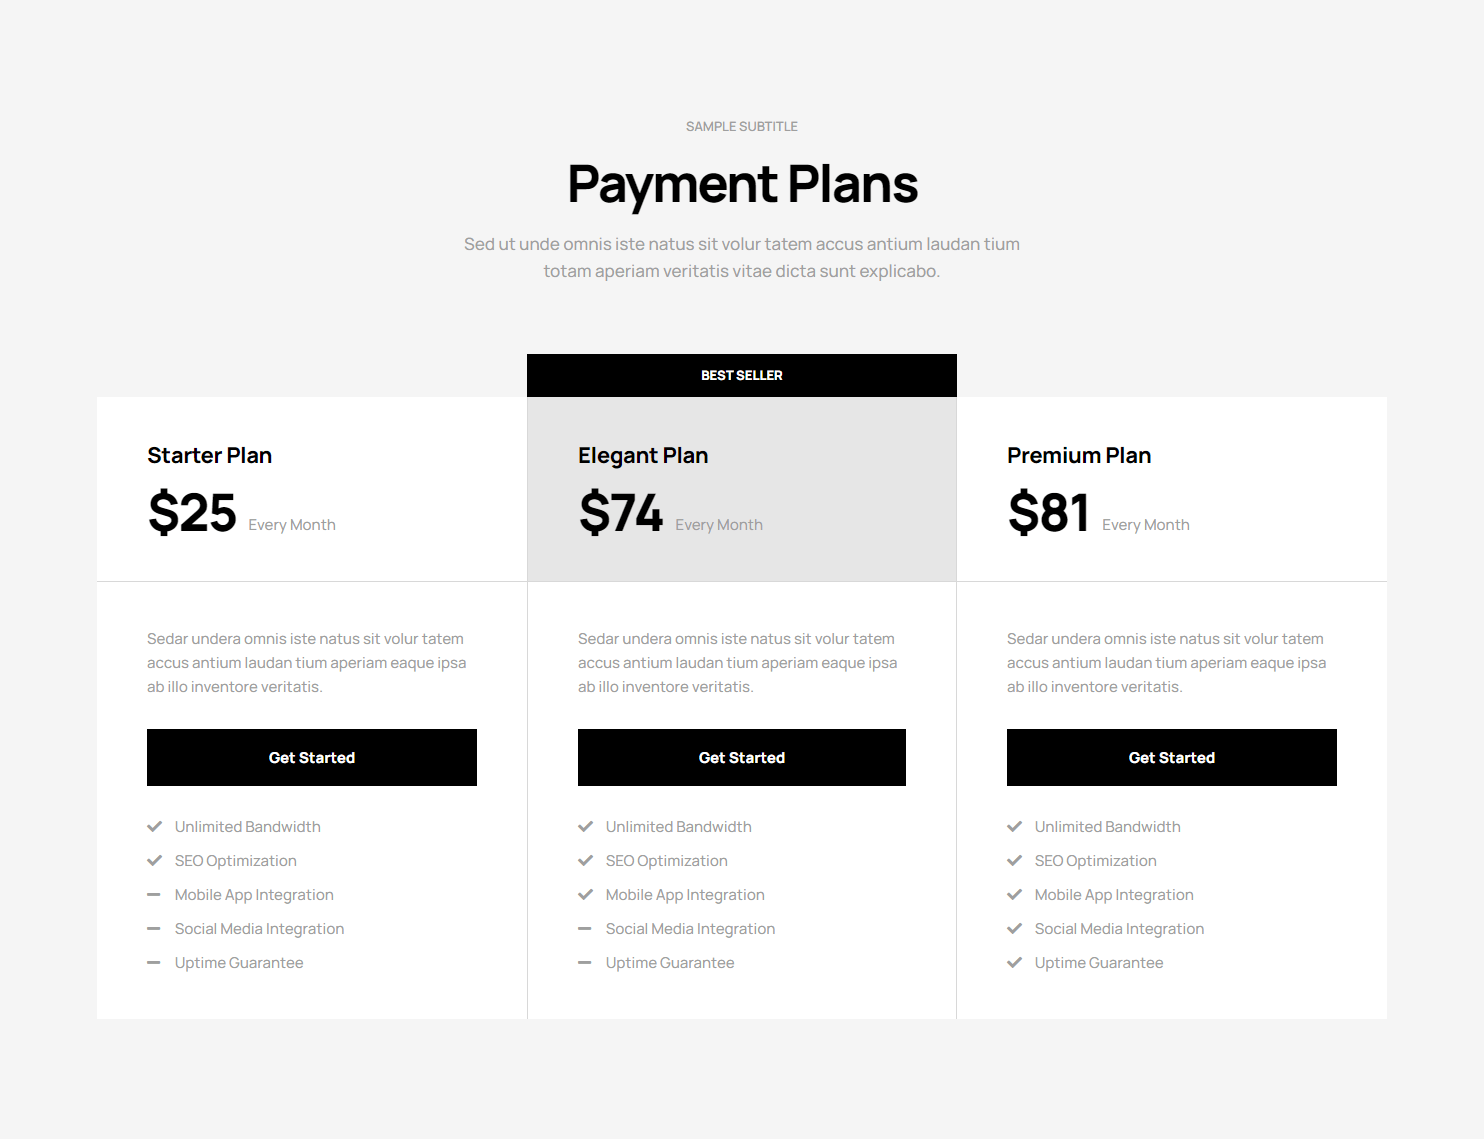 SAMPLE SUBTITLE
Payment Plans
Sed ut unde omnis iste natus sit volur tatem accus antium laudan tium
totam aperiam veritatis vitae dicta sunt explicabo.
BEST SELLER
Starter Plan
$25 Every Month
Sedar undera omnis iste natus sit volur tatem
accus antium laudan tium aperiam eaque ipsa
ab illo inventore veritatis.
Get Started
Unlimited Bandwidth
SEO Optimization
Mobile App Integration
Social Media Integration
Uptime Guarantee
Elegant Plan
$74 Every Month
Sedar undera omnis iste natus sit volur tatem
accus antium laudan tium aperiam eaque ipsa
ab illo inventore veritatis.
Get Started
Unlimited Bandwidth
SEO Optimization
Mobile App Integration
Social Media Integration
Uptime Guarantee
Premium Plan
$81 Every Month
Sedar undera omnis iste natus sit volur tatem
accus antium laudan tium aperiam eaque ipsa
ab illo inventore veritatis.
Get Started
Unlimited Bandwidth
SEO Optimization
Mobile App Integration
Social Media Integration
Uptime Guarantee